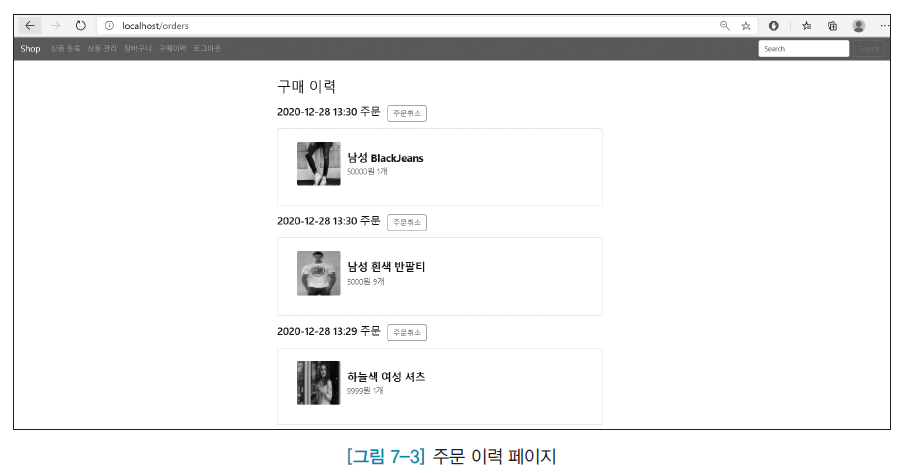 localhost/orders
Shop 상품 등록 상품 관리 장바구니 구매이력 로그아웃 Search Search
구매 이력
2020-12-28 13:30 주문 주문취소
남성 BlackJeans
50000원 1개
2020-12-28 13:30 주문 주문취소
남성 흰색 반팔티
5000원 9개
2020-12-28 13:29 주문 주문취소
하늘색 여성 셔츠
9999원 1개
[그림 7-3] 주문 이력 페이지